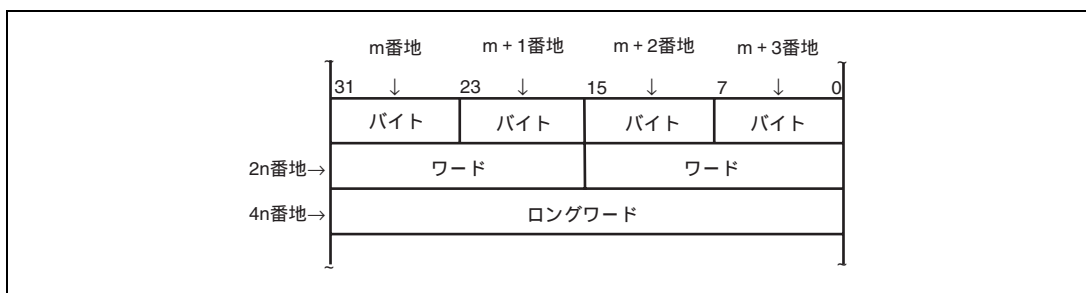 m番地 m + 1番地 m + 2番地 m + 3番地
31 ↓ 23 ↓ 15 ↓ 7 ↓ 0
バイト バイト バイト バイト
2n番地→ ワード ワード
4n番地→ ロングワード